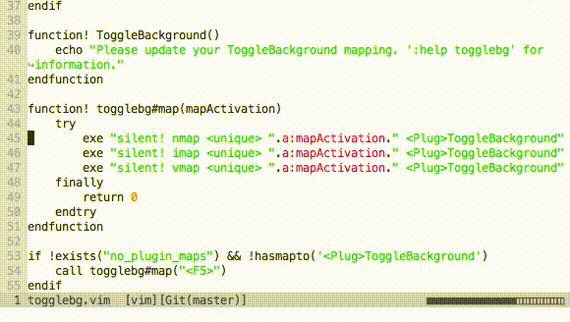 37 endif
38
39 function! ToggleBackground()
40     echo "Please update your ToggleBackground mapping. ':help togglebg' for
↪information."
41 endfunction
42
43 function! togglebg#map(mapActivation)
44     try
45         exe "silent! nmap <unique> ".a:mapActivation." <Plug>ToggleBackground"
46         exe "silent! imap <unique> ".a:mapActivation." <Plug>ToggleBackground"
47         exe "silent! vmap <unique> ".a:mapActivation." <Plug>ToggleBackground"
48     finally
49         return 0
50     endtry
51 endfunction
52
53 if !exists("no_plugin_maps") && !hasmapto('<Plug>ToggleBackground')
54     call togglebg#map("<F5>")
55 endif
1 togglebg.vim  [vim][Git(master)]